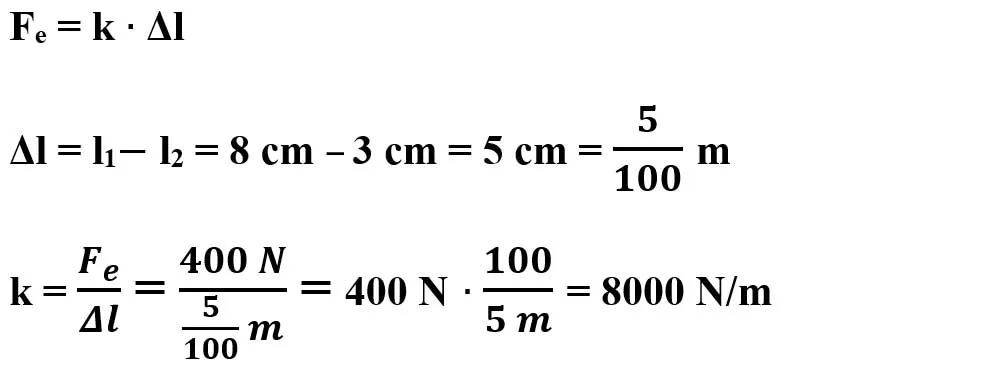 Fₑ = k · Δl
Δl = l₁ − l₂ = 8 cm – 3 cm = 5 cm = 5/100 m
k = Fₑ/Δl = 400 N / (5/100 m) = 400 N · 100/(5 m) = 8000 N/m